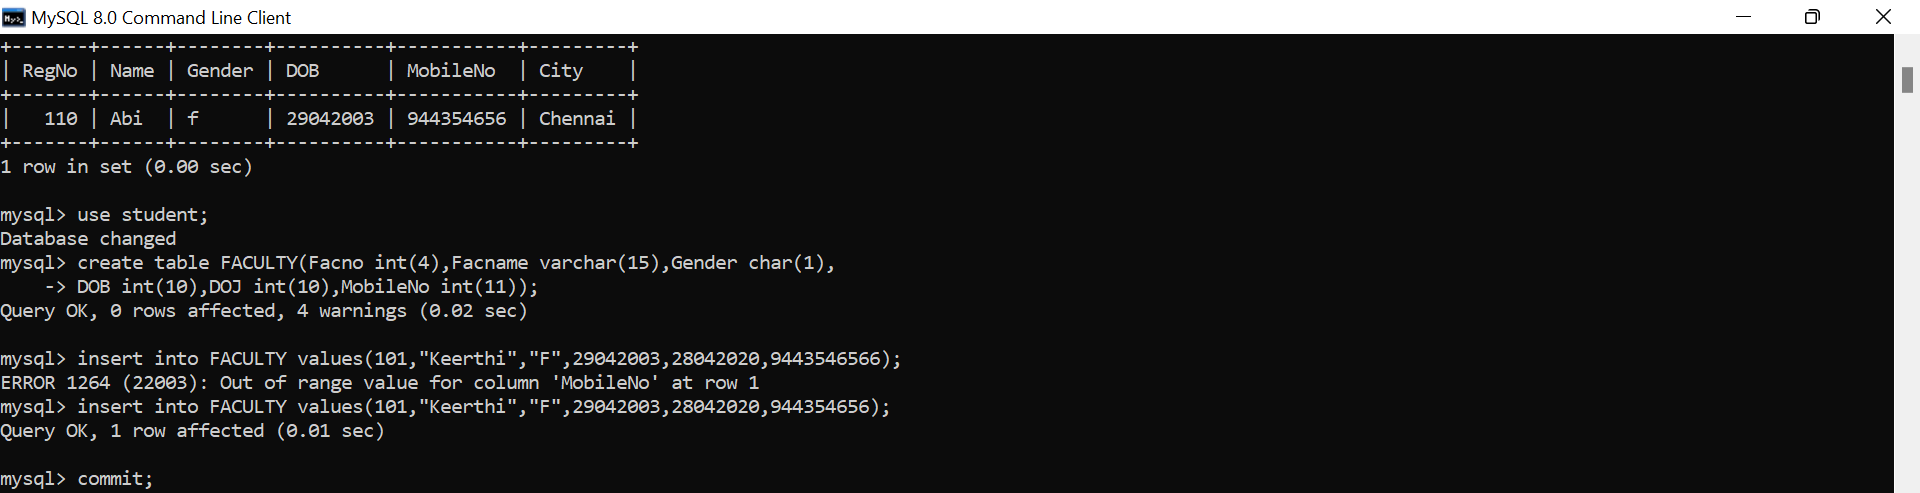 MySQL 8.0 Command Line Client
+-------+------+--------+----------+-----------+---------+
| RegNo | Name | Gender | DOB      | MobileNo  | City    |
+-------+------+--------+----------+-----------+---------+
|   110 | Abi  | f      | 29042003 | 944354656 | Chennai |
+-------+------+--------+----------+-----------+---------+
1 row in set (0.00 sec)
mysql> use student;
Database changed
mysql> create table FACULTY(Facno int(4),Facname varchar(15),Gender char(1),
    -> DOB int(10),DOJ int(10),MobileNo int(11));
Query OK, 0 rows affected, 4 warnings (0.02 sec)
mysql> insert into FACULTY values(101,"Keerthi","F",29042003,28042020,9443546566);
ERROR 1264 (22003): Out of range value for column 'MobileNo' at row 1
mysql> insert into FACULTY values(101,"Keerthi","F",29042003,28042020,944354656);
Query OK, 1 row affected (0.01 sec)
mysql> commit;